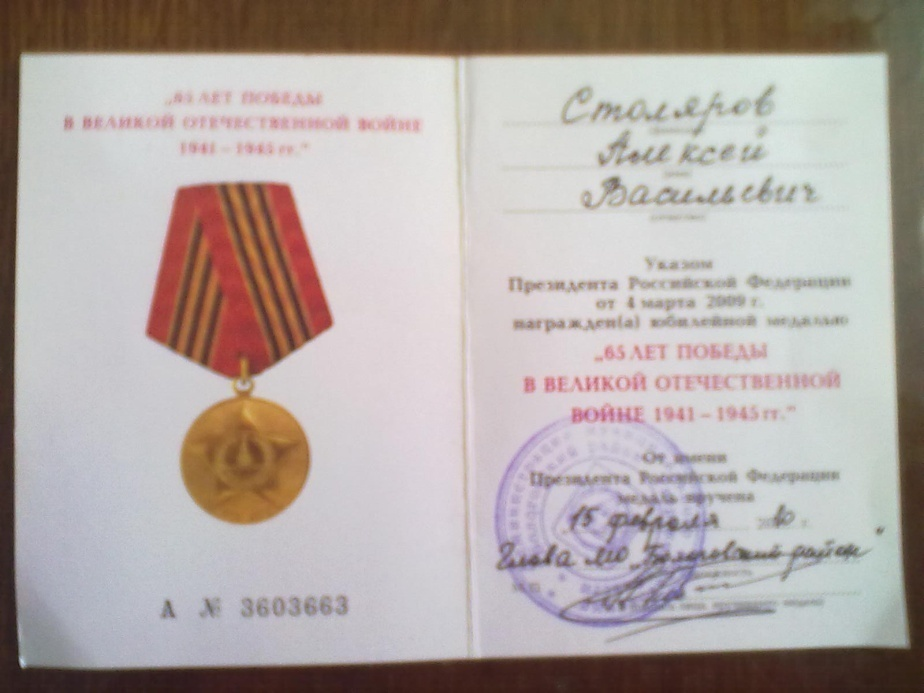 „65 ЛЕТ ПОБЕДЫ
В ВЕЛИКОЙ ОТЕЧЕСТВЕННОЙ ВОЙНЕ
1941 – 1945 гг."
А № 3603663
Столяров
Алексей
Васильевич
Указом
Президента Российской Федерации
от 4 марта 2009 г.
награжден(а) юбилейной медалью
„65 ЛЕТ ПОБЕДЫ
В ВЕЛИКОЙ ОТЕЧЕСТВЕННОЙ
ВОЙНЕ 1941 – 1945 гг."
От имени
Президента Российской Федерации
медаль вручена
„15 февраля 2010 г.
Глава МО „Бологовский район"